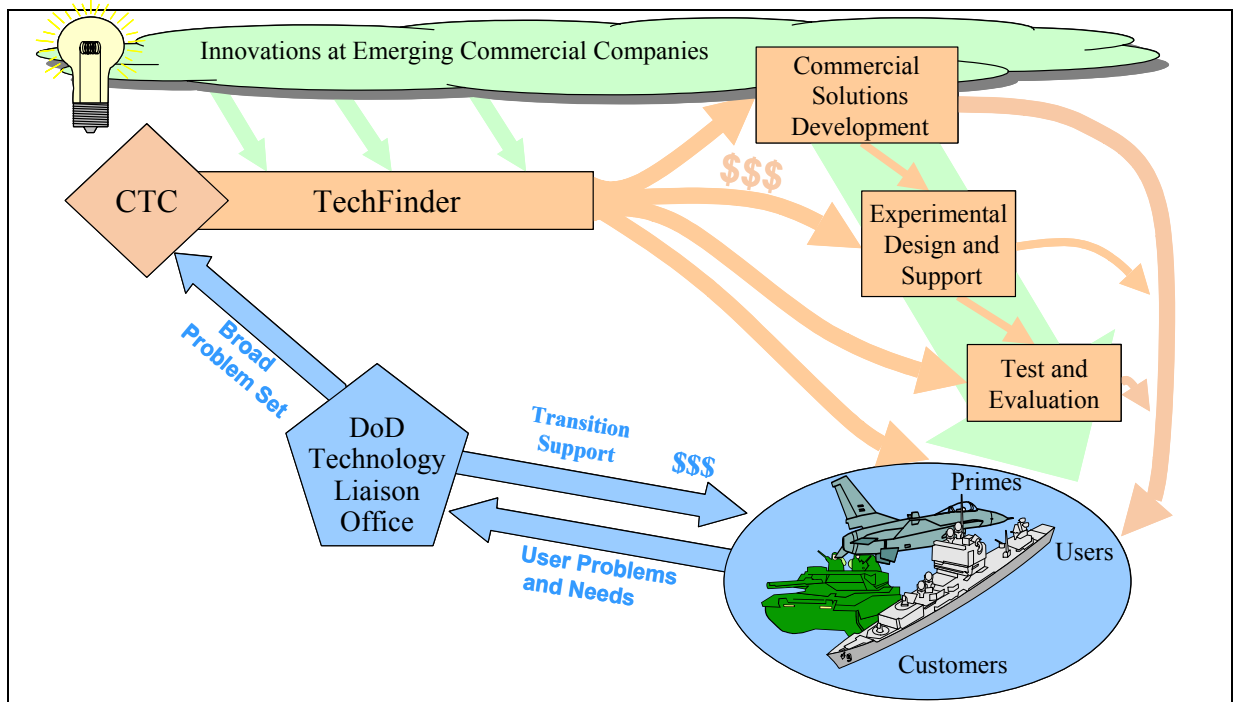 Innovations at Emerging Commercial Companies
Commercial
Solutions
Development
$$$
CTC
TechFinder
Experimental
Design and
Support
Broad
Problem Set
Test and
Evaluation
DoD
Technology
Liaison
Office
Transition
Support
$$$
User Problems
and Needs
Primes
Users
Customers